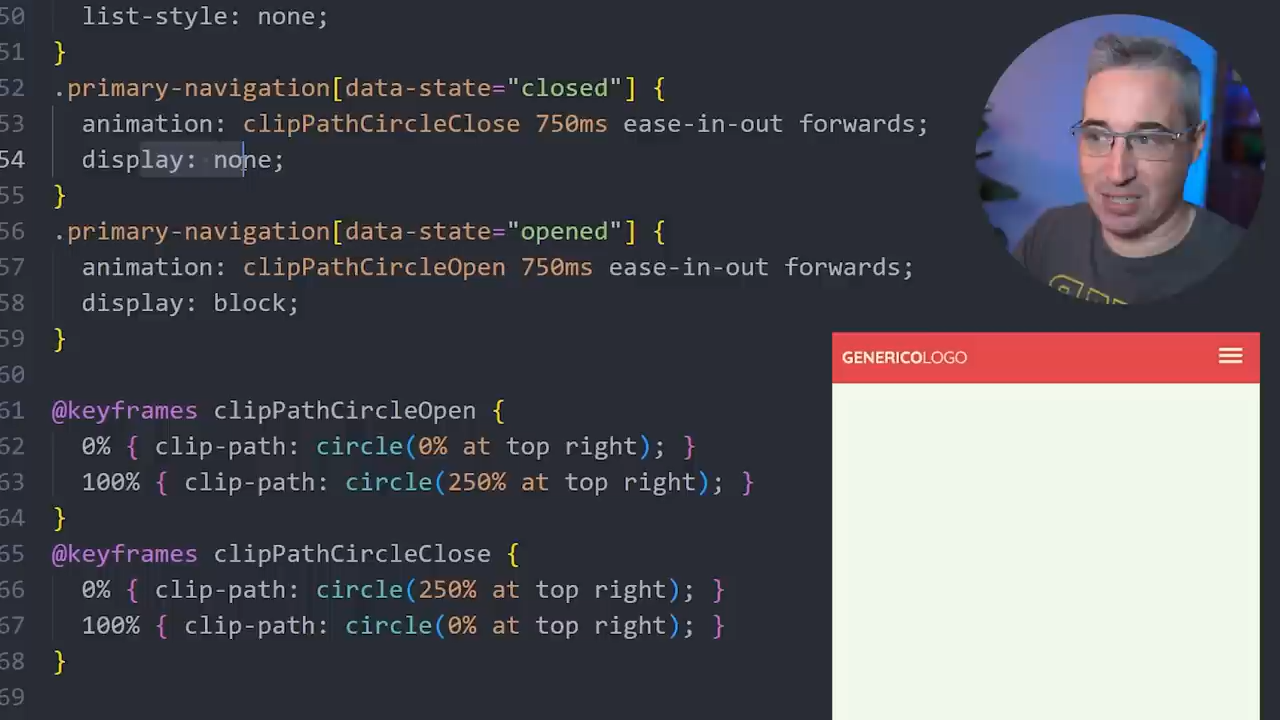 50 list-style: none;
51 }
52 .primary-navigation[data-state="closed"] {
53 animation: clipPathCircleClose 750ms ease-in-out forwards;
54 display: none;
55 }
56 .primary-navigation[data-state="opened"] {
57 animation: clipPathCircleOpen 750ms ease-in-out forwards;
58 display: block;
59 }
60
61 @keyframes clipPathCircleOpen {
62 0% { clip-path: circle(0% at top right); }
63 100% { clip-path: circle(250% at top right); }
64 }
65 @keyframes clipPathCircleClose {
66 0% { clip-path: circle(250% at top right); }
67 100% { clip-path: circle(0% at top right); }
68 }
69
GENERICOLOGO